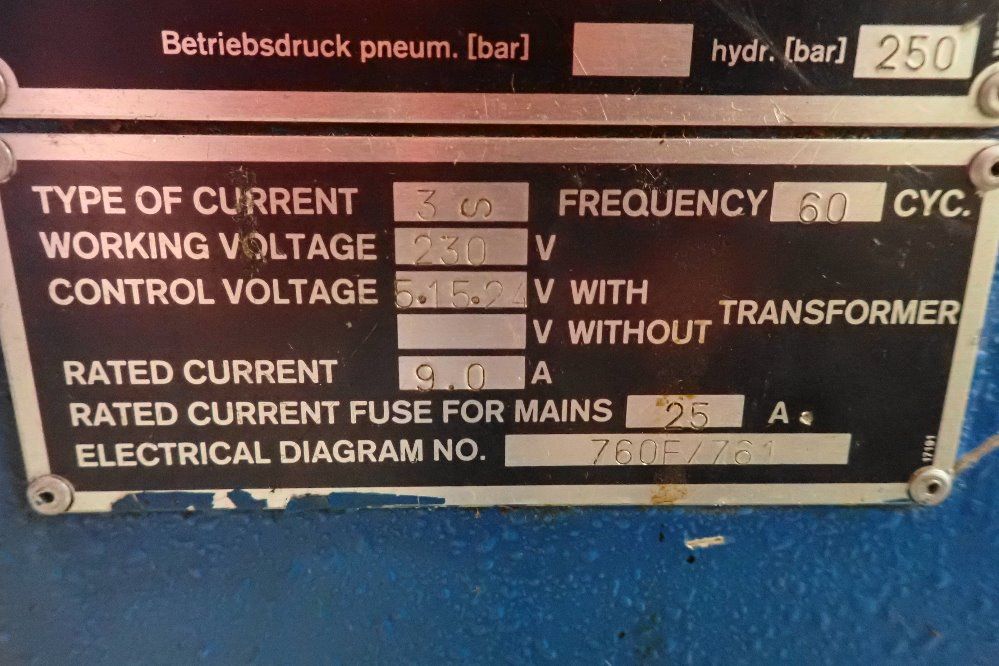 Betriebsdruck pneum. [bar] hydr. [bar] 250
TYPE OF CURRENT 3 ∽ FREQUENCY 60 CYC.
WORKING VOLTAGE 230 V
CONTROL VOLTAGE 5.15.24 V WITH
V WITHOUT TRANSFORMER
RATED CURRENT 9.0 A
RATED CURRENT FUSE FOR MAINS 25 A
ELECTRICAL DIAGRAM NO. 760E/761
17191